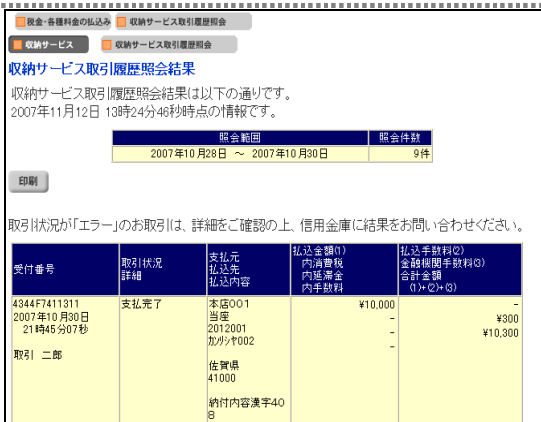 税金・各種料金の払込み 収納サービス取引履歴照会
収納サービス 収納サービス取引履歴照会
収納サービス取引履歴照会結果
収納サービス取引履歴照会結果は以下の通りです。
2007年11月12日 13時24分46秒時点の情報です。
照会範囲 照会件数
2007年10月28日 ～ 2007年10月30日 9件
印刷
取引状況が「エラー」のお取引は、詳細をご確認の上、信用金庫に結果をお問い合わせください。
受付番号
取引状況
詳細
支払元
払込先
払込内容
払込金額(1)
内消費税
内延滞金
内手数料
払込手数料(2)
金融機関手数料(3)
合計金額
(1)+(2)+(3)
4344F7411311
2007年10月30日
21時45分07秒
取引 二郎
支払完了
本店001
当座
2012001
ｶﾝﾘｼﾔ002
佐賀県
41000
納付内容漢字40
8
¥10,000
-
-
-
-
¥300
¥10,300